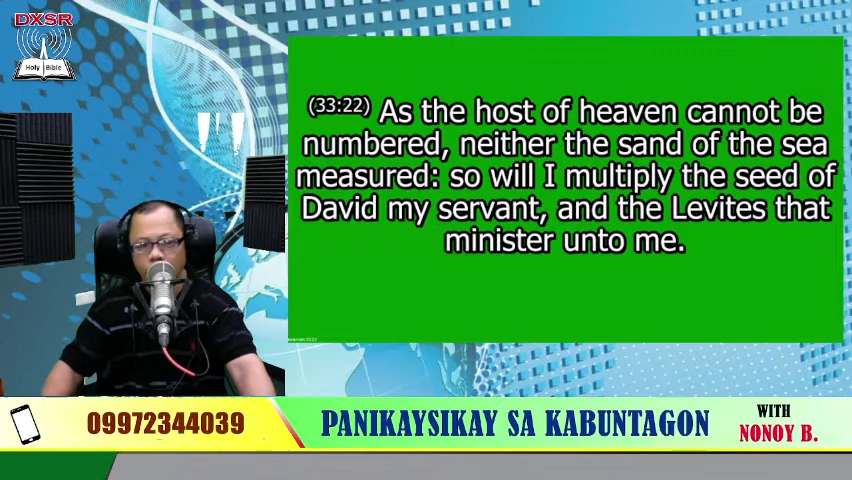 DXSR
Holy Bible
(33:22) As the host of heaven cannot be
numbered, neither the sand of the sea
measured: so will I multiply the seed of
David my servant, and the Levites that
minister unto me.
09972344039
PANIKAYSIKAY SA KABUNTAGON
WITH
NONOY B.